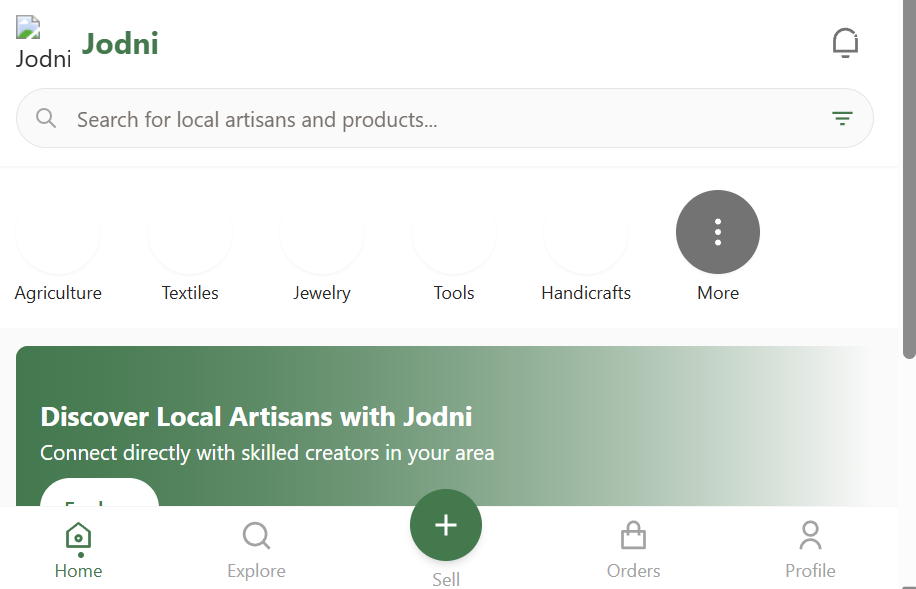 Jodni
Jodni
Search for local artisans and products...
Agriculture
Textiles
Jewelry
Tools
Handicrafts
More
Discover Local Artisans with Jodni
Connect directly with skilled creators in your area
Home
Explore
Sell
Orders
Profile